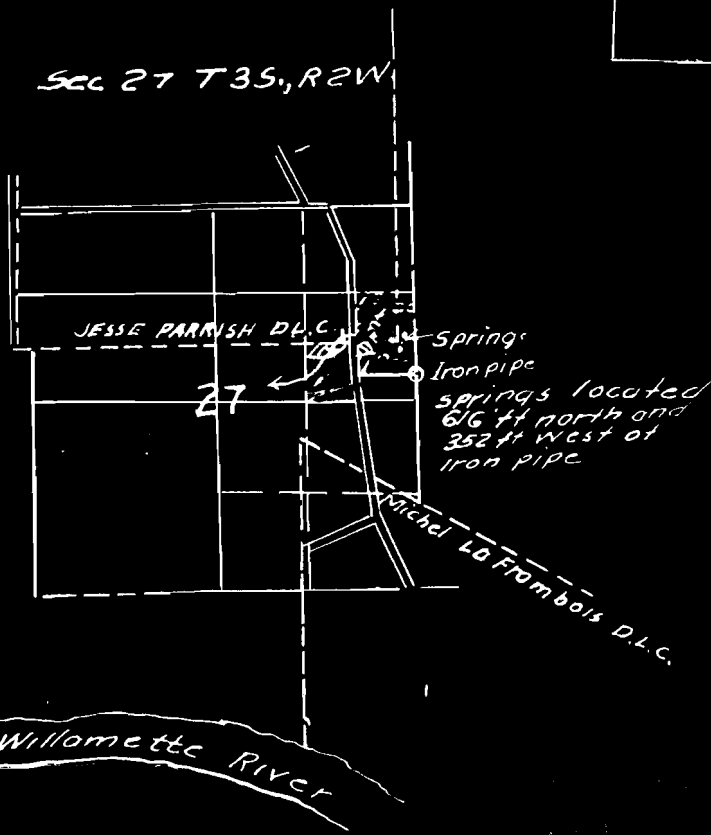 Sec 27 T3S., R2W
JESSE PARRISH D.L.C.
27
Springs
Iron pipe
springs located
616 ft north and
352 ft west of
iron pipe
Michel La Frambois D.L.C.
Willamette River